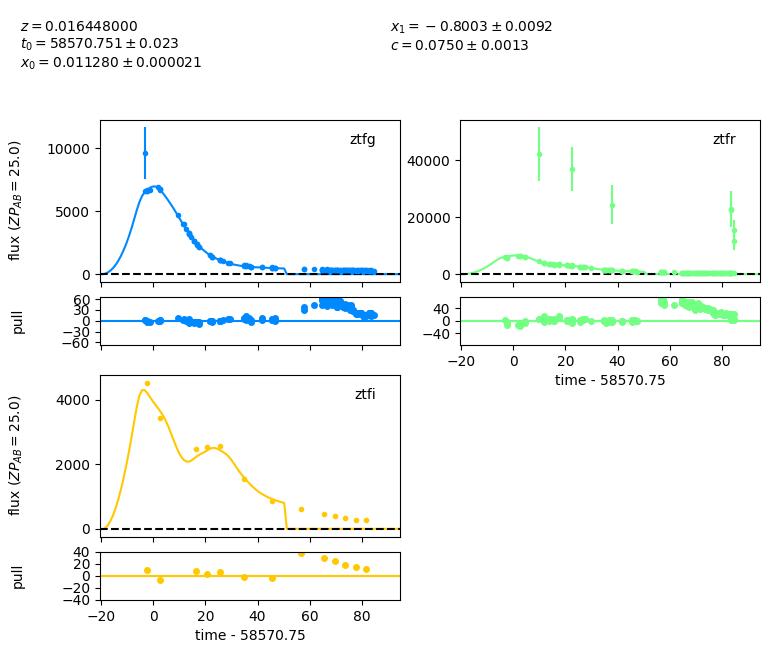 z = 0.016448000
t₀ = 58570.751 ± 0.023
x₀ = 0.011280 ± 0.000021
x₁ = −0.8003 ± 0.0092
c = 0.0750 ± 0.0013
flux (ZP_AB = 25.0)
10000
5000
0
ztfg
40000
20000
0
ztfr
pull
60
30
0
−30
−60
40
0
−40
−20 0 20 40 60 80
time - 58570.75
flux (ZP_AB = 25.0)
4000
2000
0
ztfi
pull
40
20
0
−20
−40
−20 0 20 40 60 80
time - 58570.75